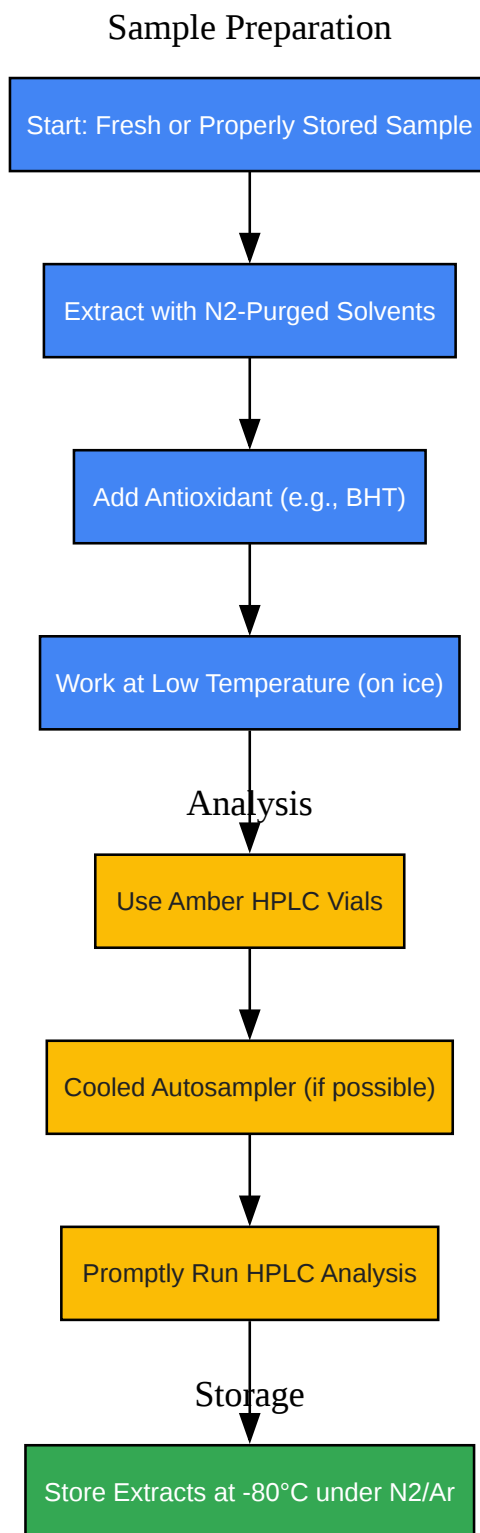 Sample Preparation
Start: Fresh or Properly Stored Sample
Extract with N2-Purged Solvents
Add Antioxidant (e.g., BHT)
Work at Low Temperature (on ice)
Analysis
Use Amber HPLC Vials
Cooled Autosampler (if possible)
Promptly Run HPLC Analysis
Storage
Store Extracts at -80°C under N2/Ar